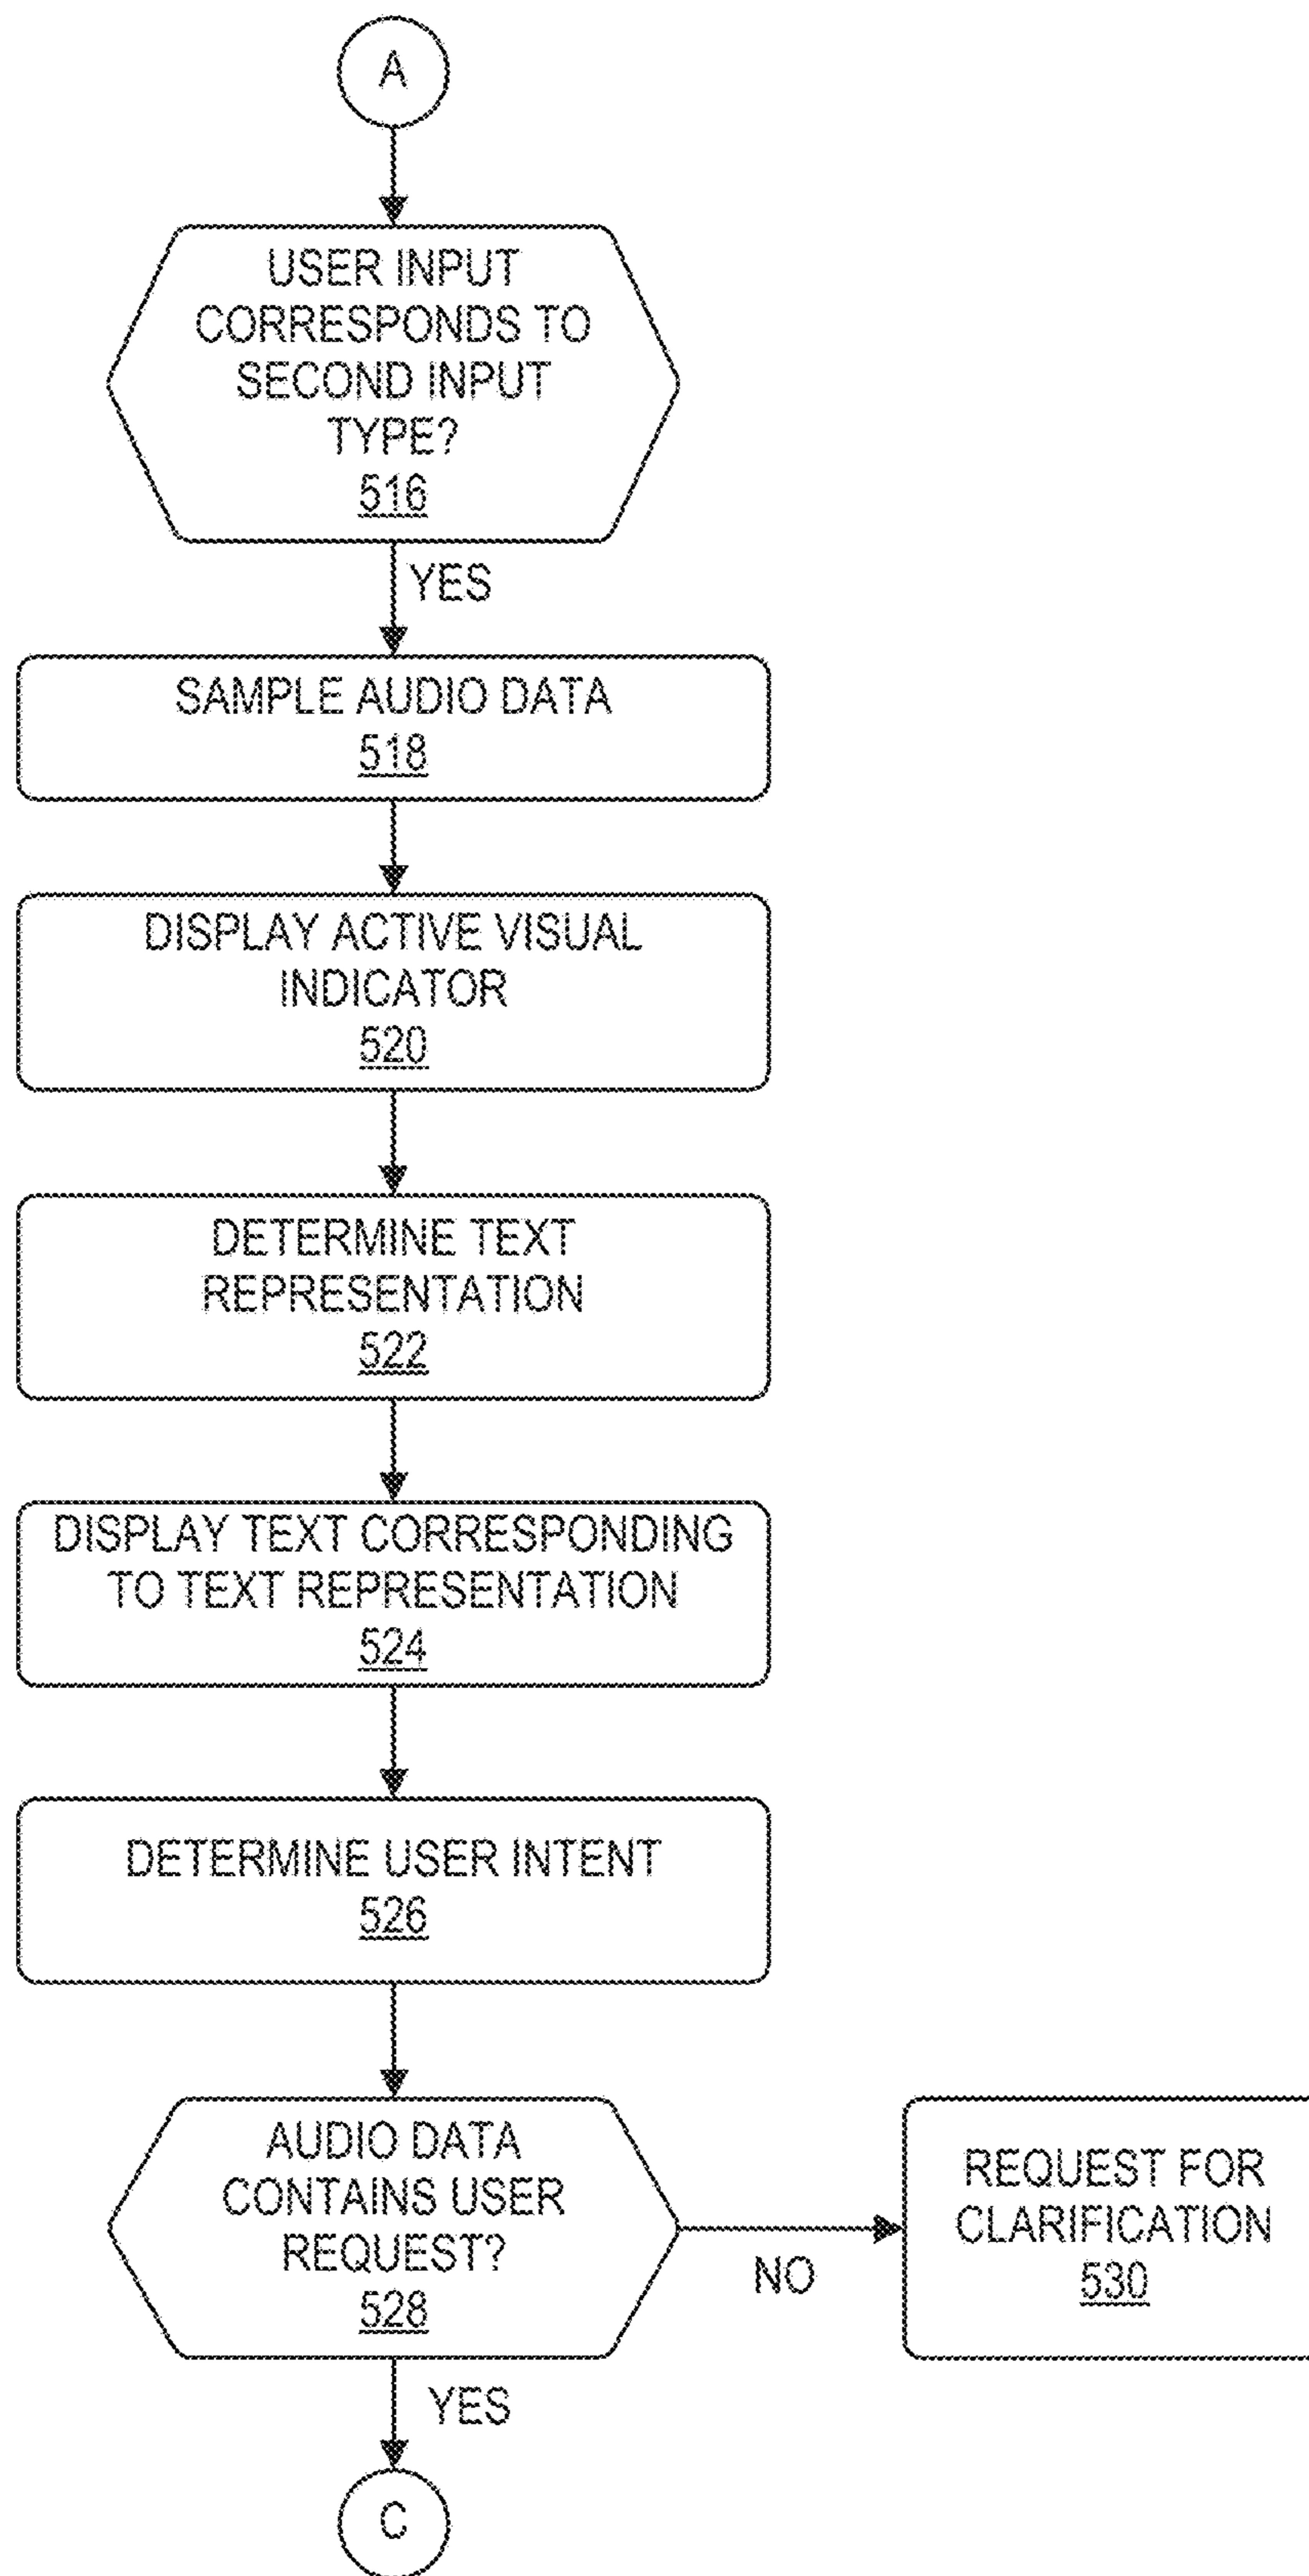 A
USER INPUT
CORRESPONDS TO
SECOND INPUT
TYPE?
516
YES
SAMPLE AUDIO DATA
518
DISPLAY ACTIVE VISUAL
INDICATOR
520
DETERMINE TEXT
REPRESENTATION
522
DISPLAY TEXT CORRESPONDING
TO TEXT REPRESENTATION
524
DETERMINE USER INTENT
526
AUDIO DATA
CONTAINS USER
REQUEST?
528
NO
REQUEST FOR
CLARIFICATION
530
YES
C